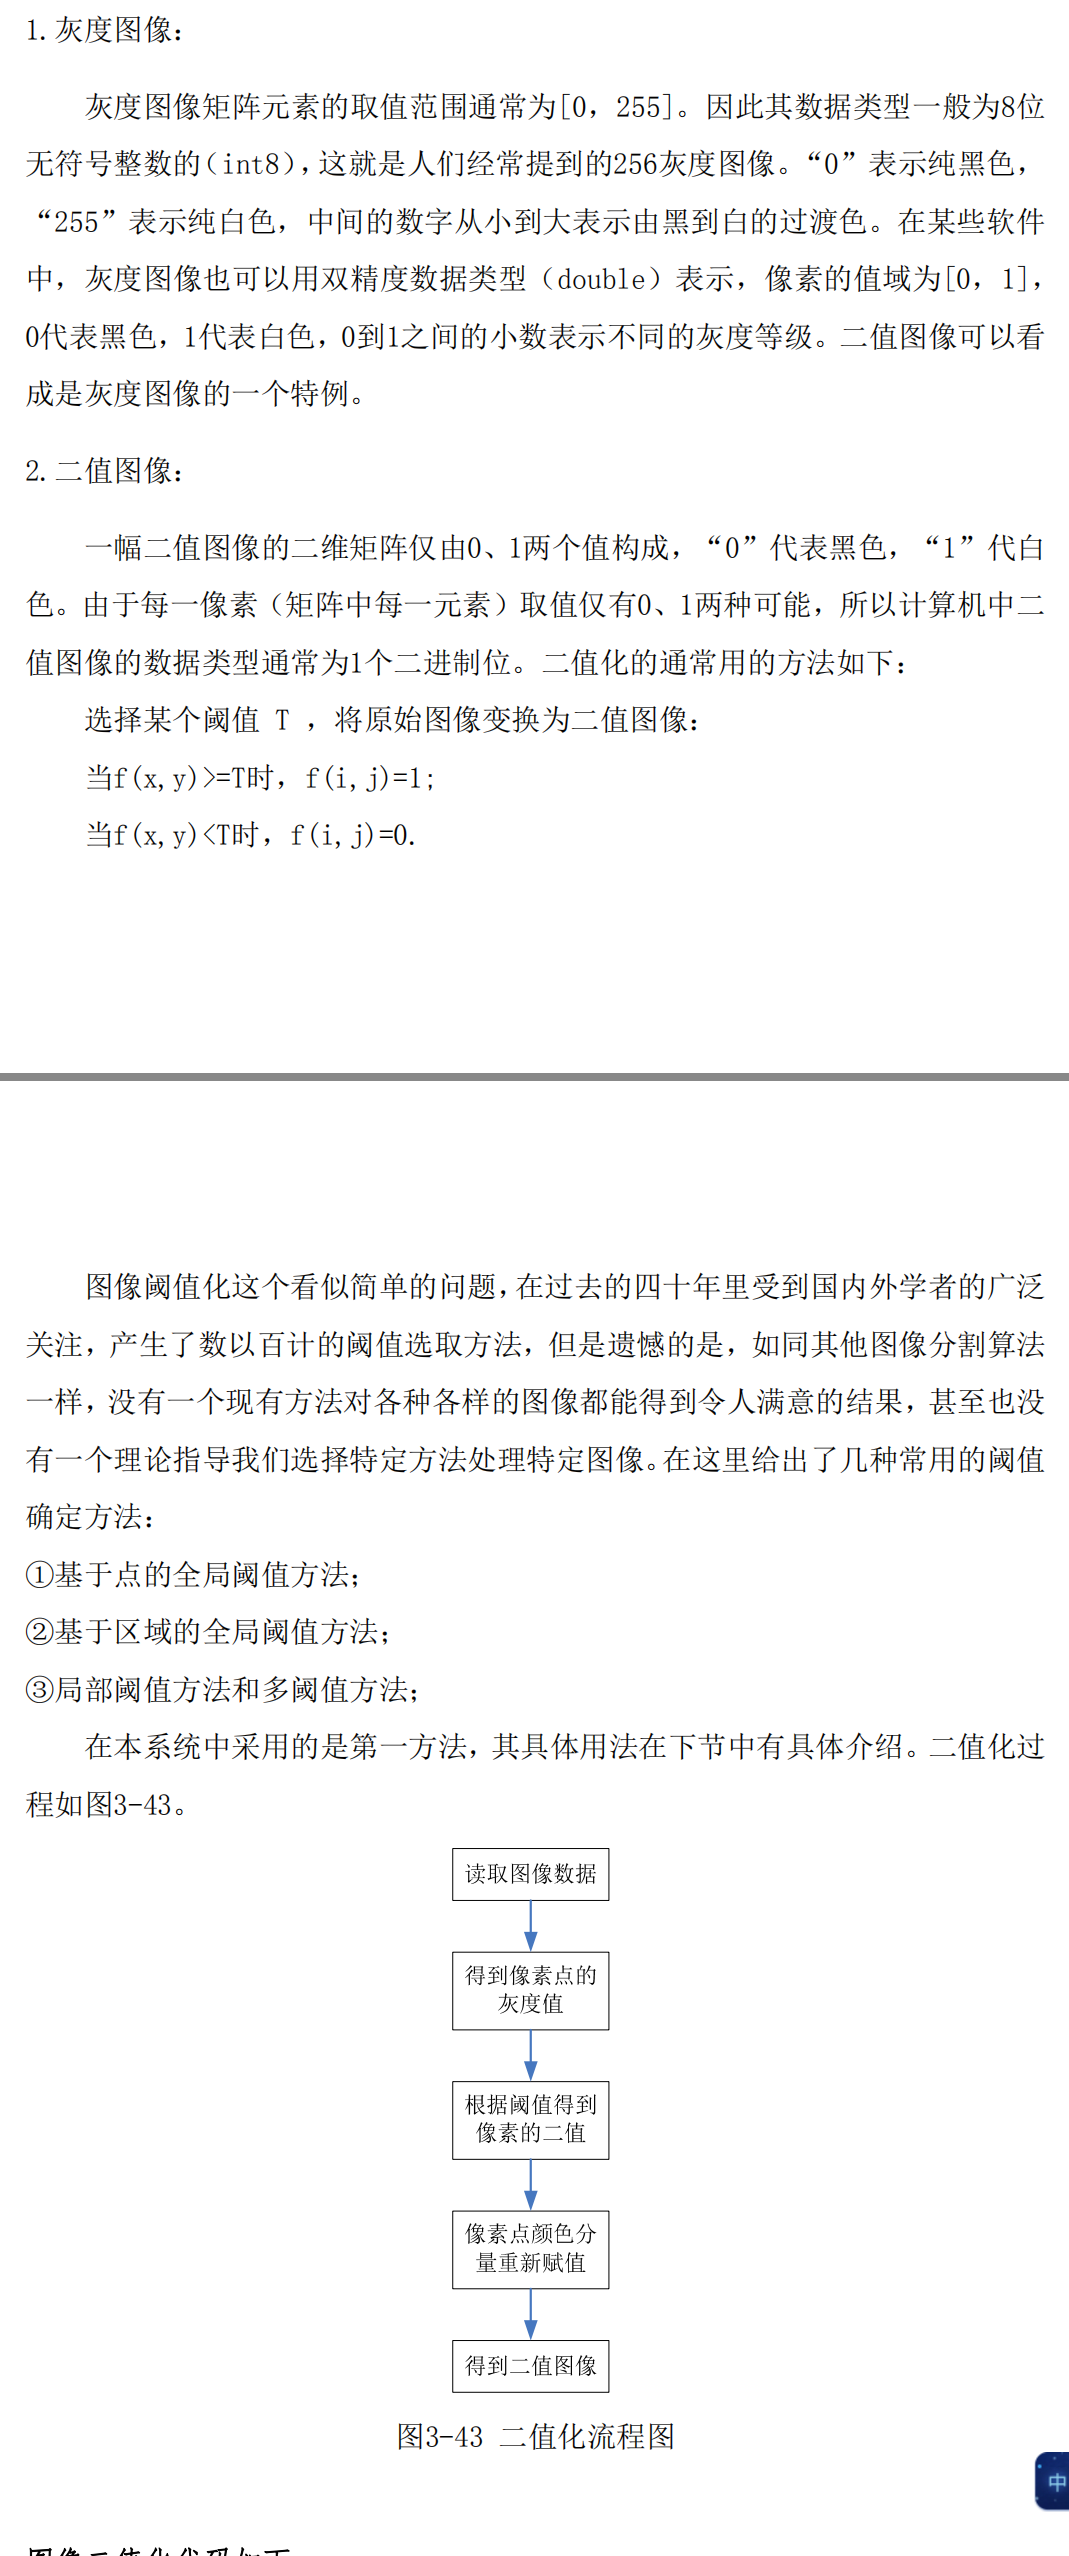 1.灰度图像：
灰度图像矩阵元素的取值范围通常为[0，255]。因此其数据类型一般为8位
无符号整数的（int8），这就是人们经常提到的256灰度图像。“0”表示纯黑色，
“255”表示纯白色，中间的数字从小到大表示由黑到白的过渡色。在某些软件
中，灰度图像也可以用双精度数据类型（double）表示，像素的值域为[0，1]，
0代表黑色，1代表白色，0到1之间的小数表示不同的灰度等级。二值图像可以看
成是灰度图像的一个特例。
2.二值图像：
一幅二值图像的二维矩阵仅由0、1两个值构成，“0”代表黑色，“1”代白
色。由于每一像素（矩阵中每一元素）取值仅有0、1两种可能，所以计算机中二
值图像的数据类型通常为1个二进制位。二值化的通常用的方法如下：
选择某个阈值 T ，将原始图像变换为二值图像：
当f(x,y)>=T时，f(i,j)=1;
当f(x,y)<T时，f(i,j)=0.
图像阈值化这个看似简单的问题，在过去的四十年里受到国内外学者的广泛
关注，产生了数以百计的阈值选取方法，但是遗憾的是，如同其他图像分割算法
一样，没有一个现有方法对各种各样的图像都能得到令人满意的结果，甚至也没
有一个理论指导我们选择特定方法处理特定图像。在这里给出了几种常用的阈值
确定方法：
①基于点的全局阈值方法；
②基于区域的全局阈值方法；
③局部阈值方法和多阈值方法；
在本系统中采用的是第一方法，其具体用法在下节中有具体介绍。二值化过
程如图3-43。
读取图像数据
得到像素点的
灰度值
根据阈值得到
像素的二值
像素点颜色分
量重新赋值
得到二值图像
图3-43 二值化流程图
中
图像二值化代码如下